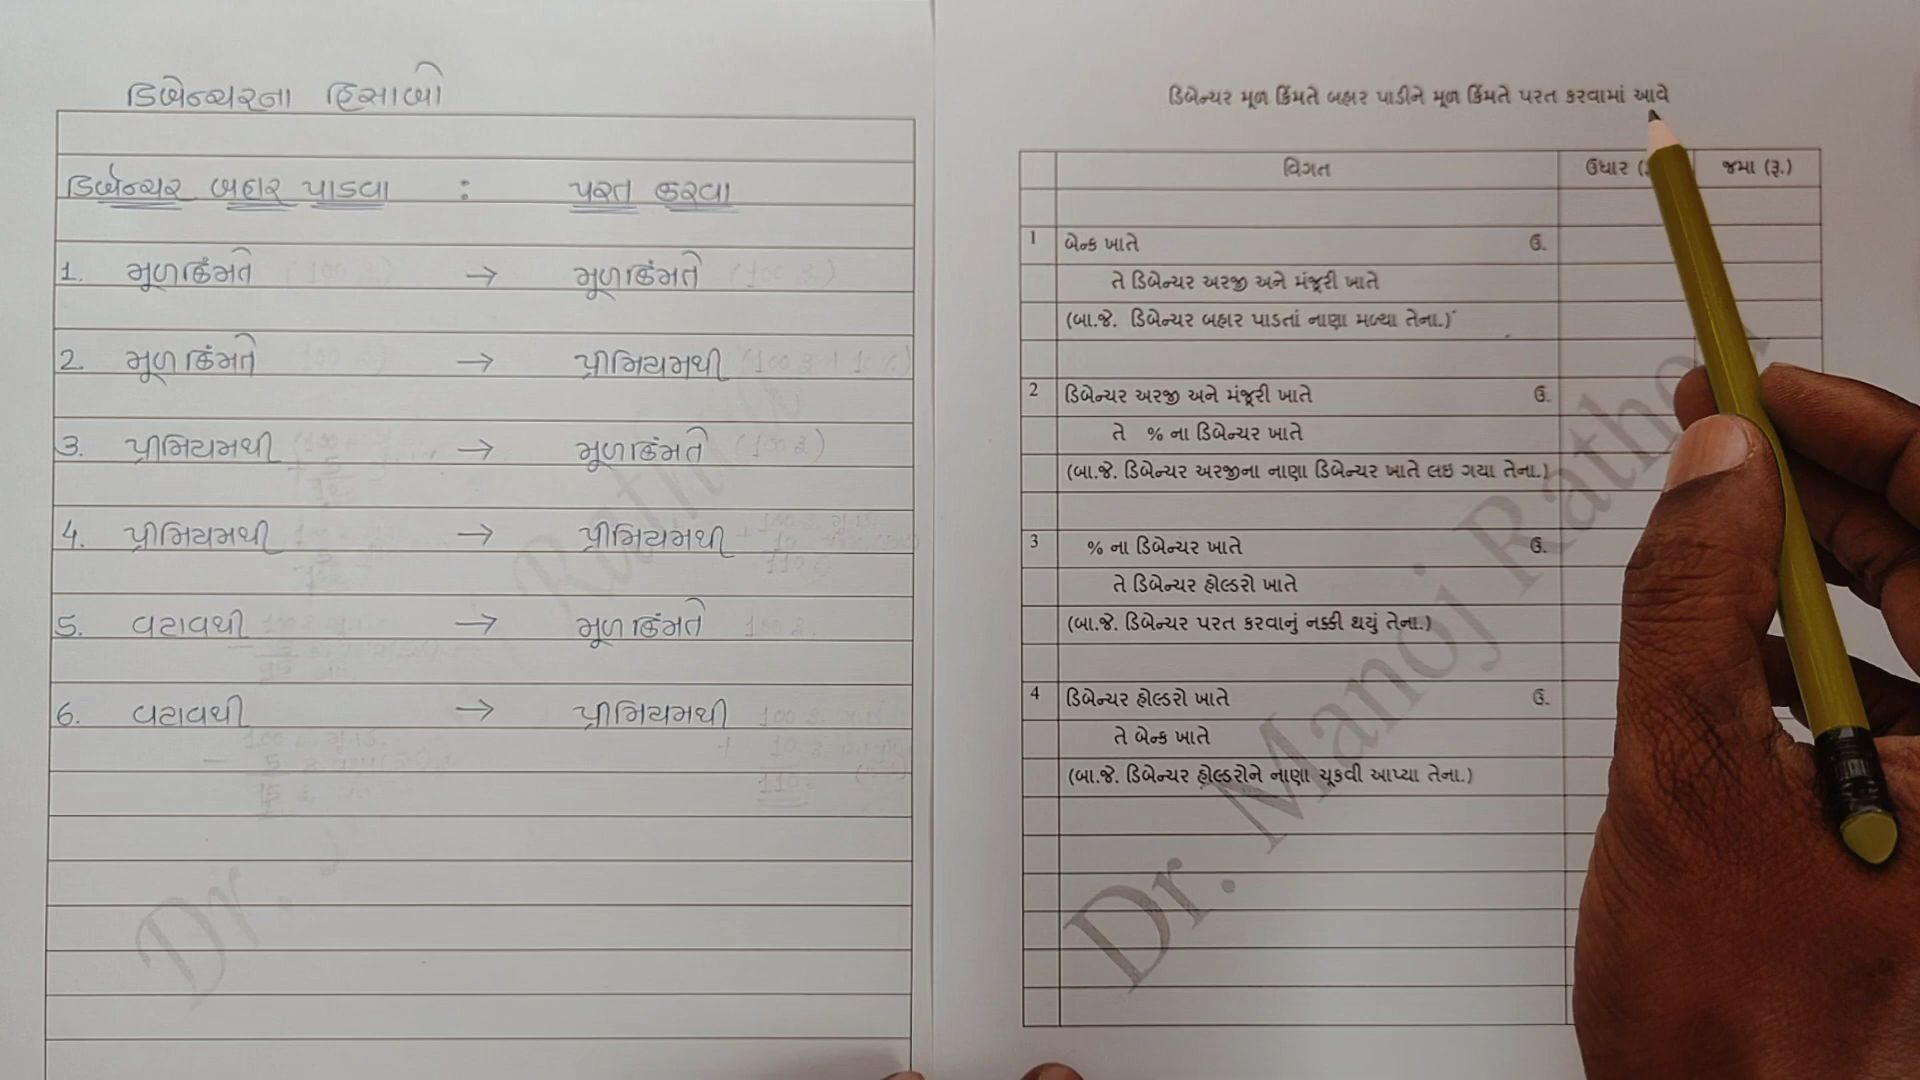 ડિબેન્ચરના હિસાબો
ડિબેન્ચર બહાર પાડવા : પરત કરવા
1. મૂળકિંમતે → મૂળકિંમતે
2. મૂળકિંમતે → પ્રીમિયમથી
3. પ્રીમિયમથી → મૂળકિંમતે
4. પ્રીમિયમથી → પ્રીમિયમથી
5. વટાવથી → મૂળકિંમતે
6. વટાવથી → પ્રીમિયમથી
ડિબેન્ચર મૂળ કિંમતે બહાર પાડીને મૂળ કિંમતે પરત કરવામાં આવે
વિગત ઉધાર જમા (રૂ.)
1 બેન્ક ખાતે ઉ.
તે ડિબેન્ચર અરજી અને મંજૂરી ખાતે
(બા.જે. ડિબેન્ચર બહાર પાડતાં નાણા મળ્યા તેના.)
2 ડિબેન્ચર અરજી અને મંજૂરી ખાતે ઉ.
તે % ના ડિબેન્ચર ખાતે
(બા.જે. ડિબેન્ચર અરજીના નાણા ડિબેન્ચર ખાતે લઇ ગયા તેના.)
3 % ના ડિબેન્ચર ખાતે ઉ.
તે ડિબેન્ચર હોલ્ડરો ખાતે
(બા.જે. ડિબેન્ચર પરત કરવાનું નક્કી થયું તેના.)
4 ડિબેન્ચર હોલ્ડરો ખાતે ઉ.
તે બેન્ક ખાતે
(બા.જે. ડિબેન્ચર હોલ્ડરોને નાણા ચૂકવી આપ્યા તેના.)
Dr. Manoj Rathod